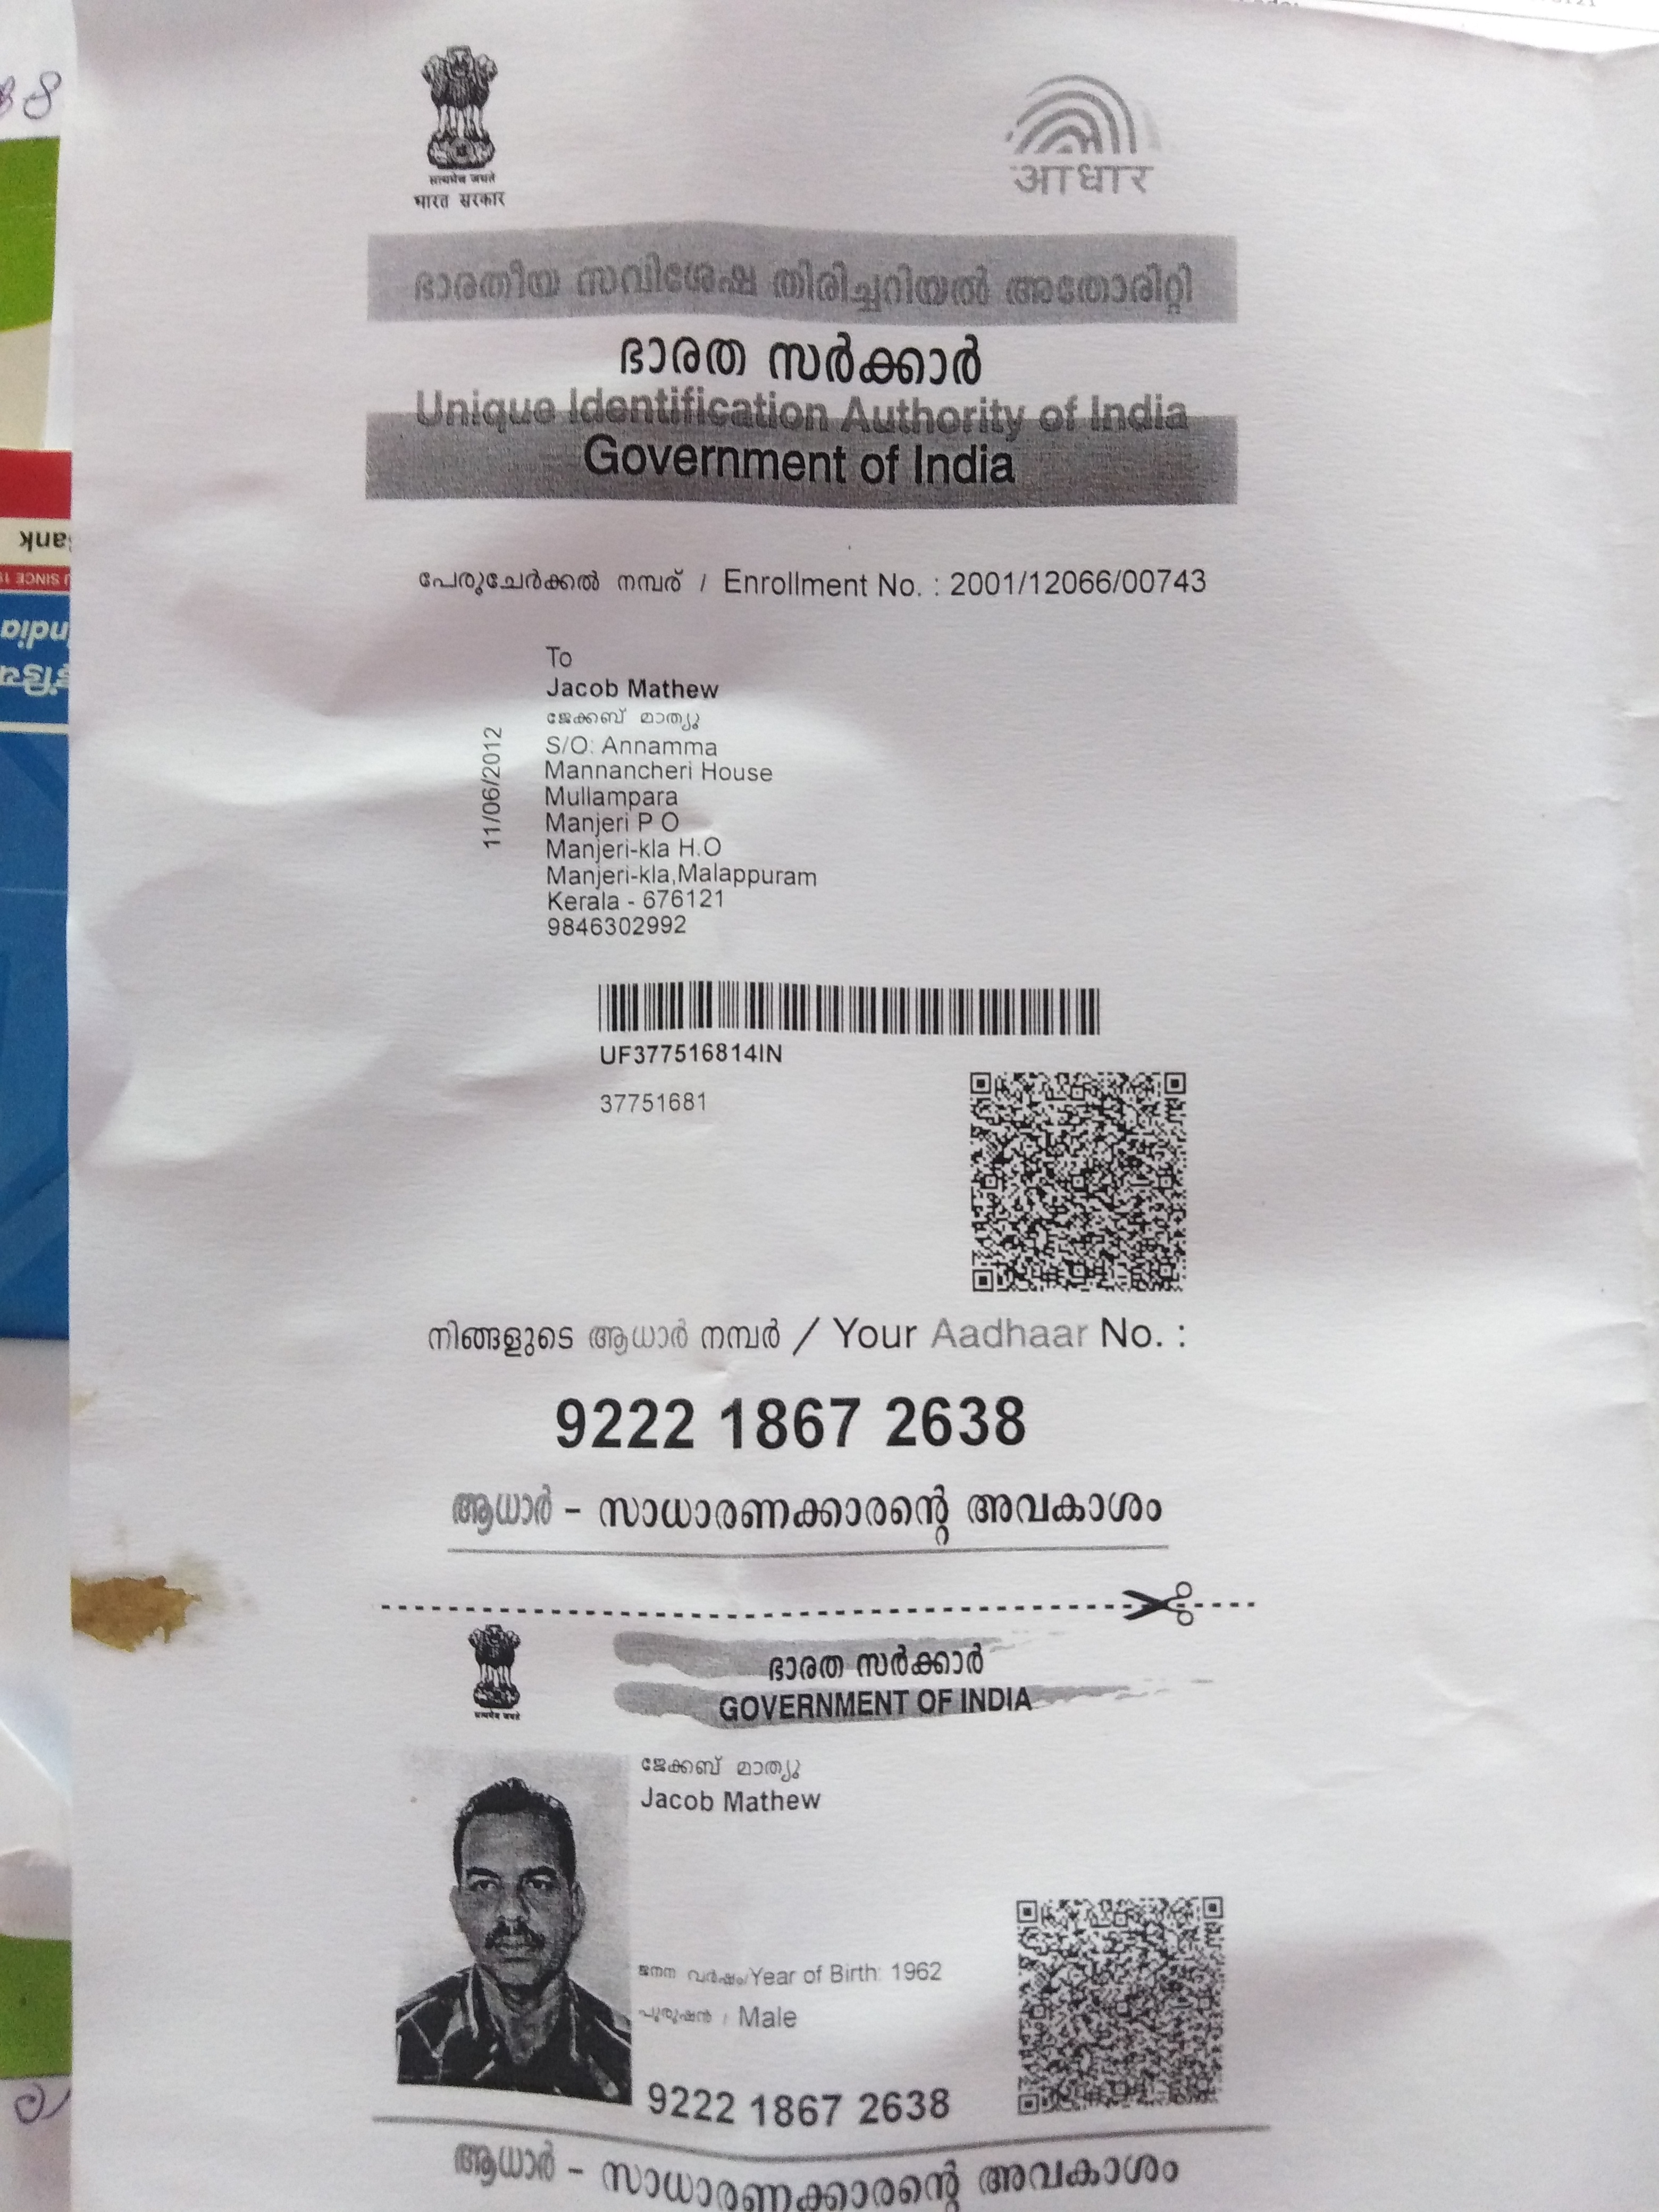 सत्यमेव जयते
भारत सरकार
आधार
ഭാരതീയ സവിശേഷ തിരിച്ചറിയൽ അതോരിറ്റി
ഭാരത സർക്കാർ
Unique Identification Authority of India
Government of India
പേരുചേർക്കൽ നമ്പര് / Enrollment No. : 2001/12066/00743
To
Jacob Mathew
ജേക്കബ് മാത്യു
S/O: Annamma
Mannancheri House
Mullampara
Manjeri P O
Manjeri-kla H.O
Manjeri-kla,Malappuram
Kerala - 676121
9846302992
11/06/2012
UF377516814IN
37751681
നിങ്ങളുടെ ആധാർ നമ്പർ / Your Aadhaar No. :
9222 1867 2638
ആധാർ - സാധാരണക്കാരന്റെ അവകാശം
ഭാരത സർക്കാർ
GOVERNMENT OF INDIA
सत्यमेव जयते
ജേക്കബ് മാത്യു
Jacob Mathew
ജനന വർഷം/Year of Birth: 1962
പുരുഷൻ / Male
9222 1867 2638
ആധാർ - സാധാരണക്കാരന്റെ അവകാശം